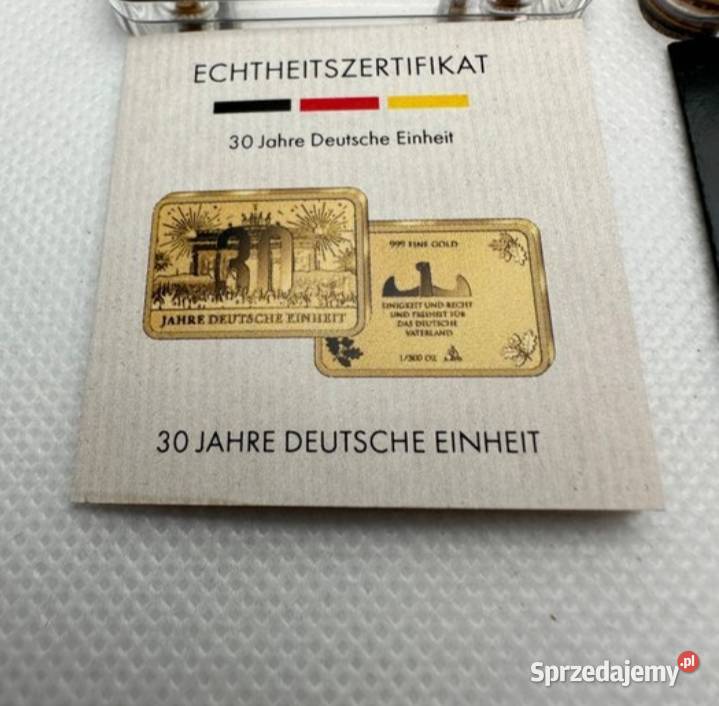 ECHTHEITSZERTIFIKAT
30 Jahre Deutsche Einheit
30
JAHRE DEUTSCHE EINHEIT
999 FINE GOLD
EINIGKEIT UND RECHT
UND FREIHEIT FÜR
DAS DEUTSCHE
VATERLAND
1/500 OZ
30 JAHRE DEUTSCHE EINHEIT
Sprzedajemy.pl